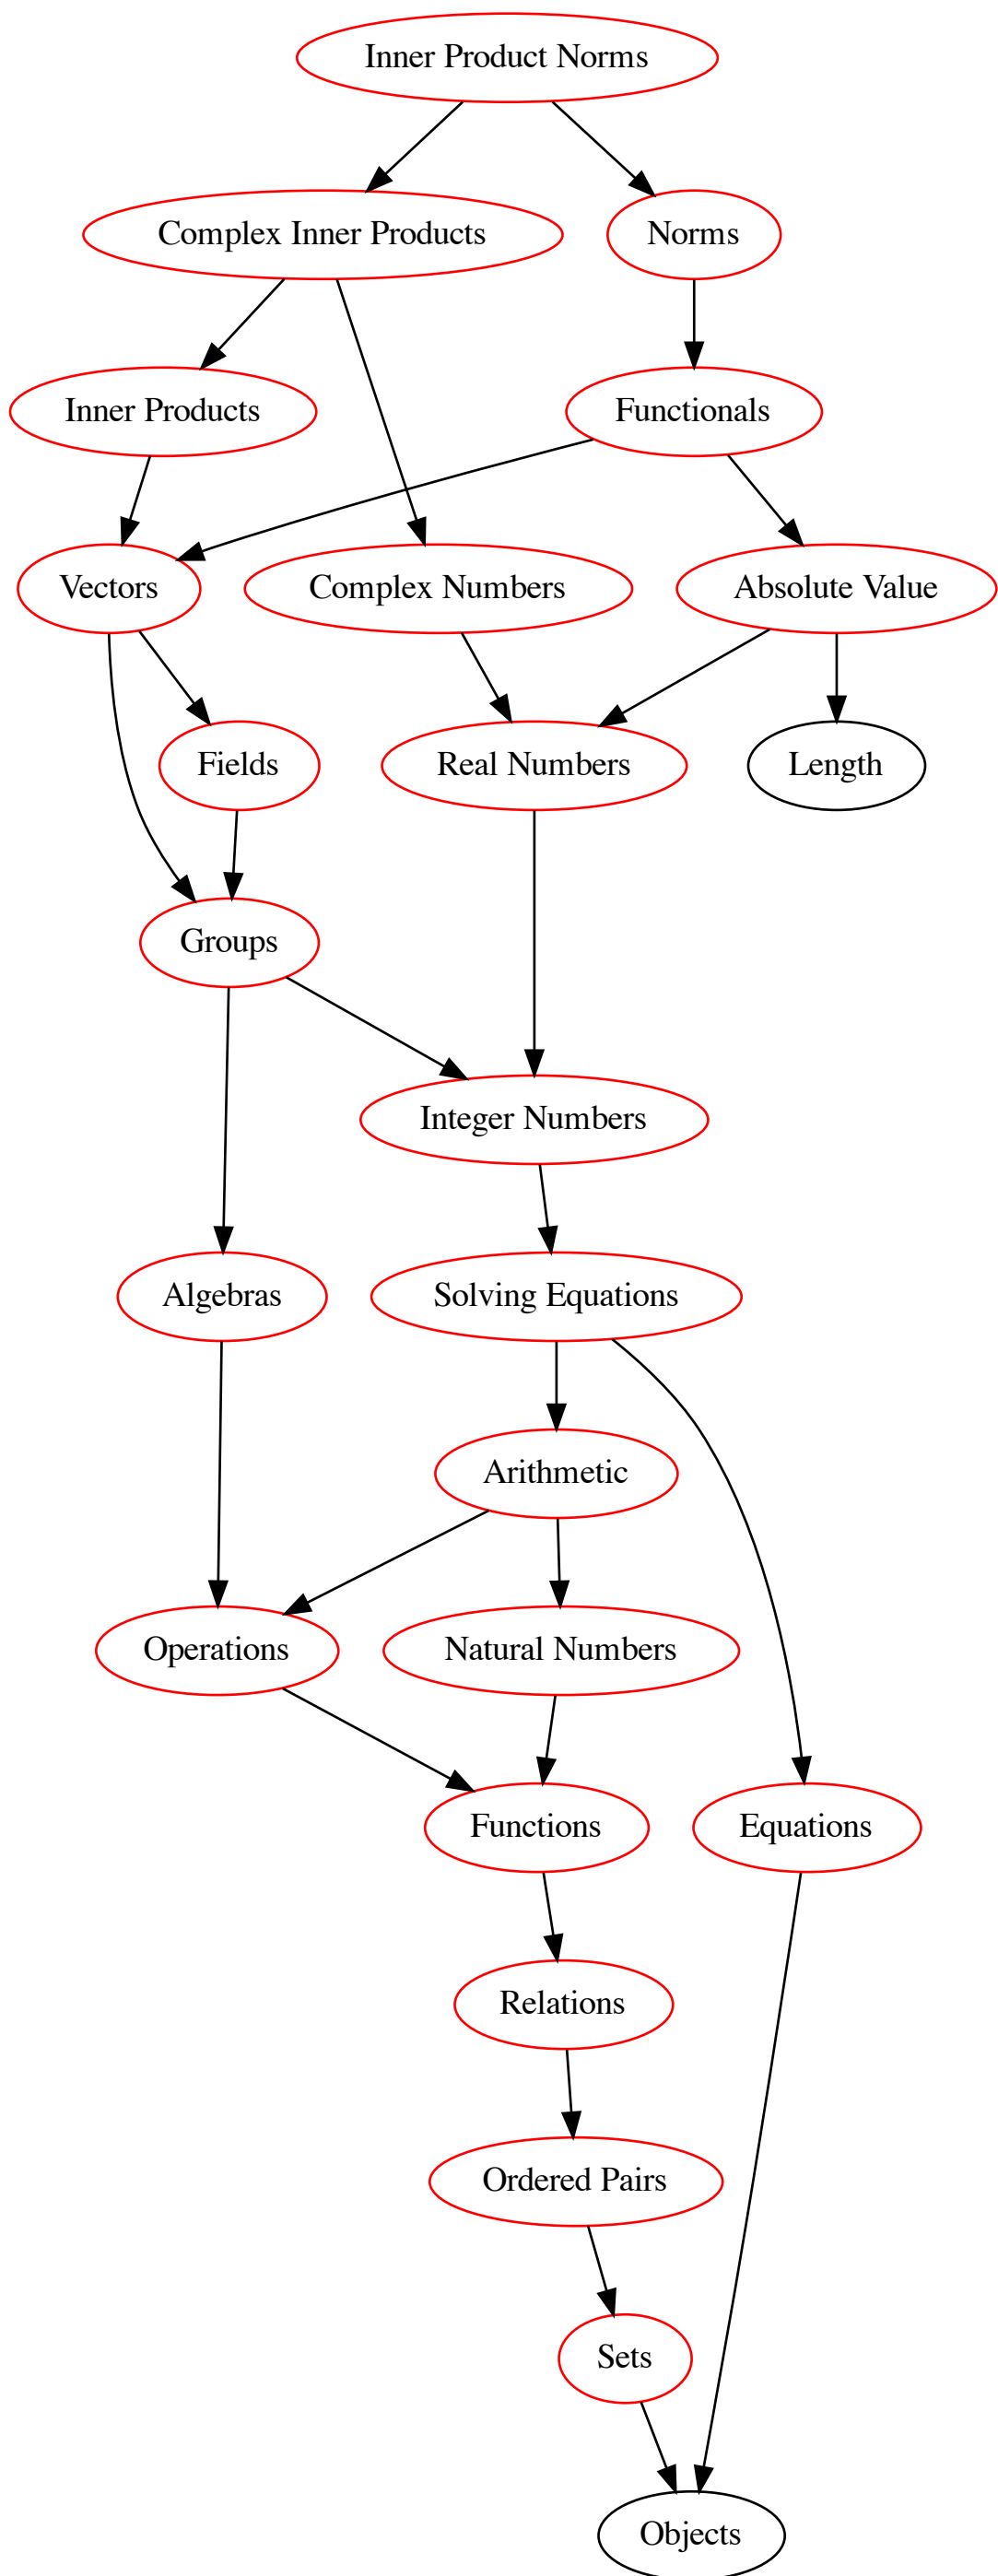 Inner Product Norms
Complex Inner Products
Norms
Inner Products
Functionals
Vectors
Complex Numbers
Absolute Value
Fields
Real Numbers
Length
Groups
Integer Numbers
Algebras
Solving Equations
Arithmetic
Operations
Natural Numbers
Functions
Equations
Relations
Ordered Pairs
Sets
Objects